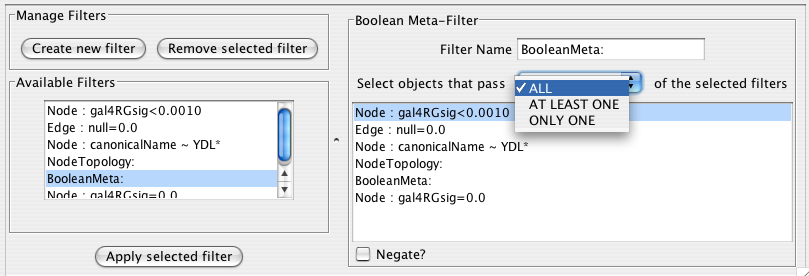 Manage Filters
Create new filter
Remove selected filter
Available Filters
Node : gal4RGsig<0.0010
Edge : null=0.0
Node : canonicalName ~ YDL*
NodeTopology:
BooleanMeta:
Node : gal4RGsig=0.0
Apply selected filter
Boolean Meta-Filter
Filter Name BooleanMeta:
Select objects that pass
of the selected filters
✓ ALL
AT LEAST ONE
ONLY ONE
Node : gal4RGsig<0.0010
Edge : null=0.0
Node : canonicalName ~ YDL*
NodeTopology:
BooleanMeta:
Node : gal4RGsig=0.0
Negate?